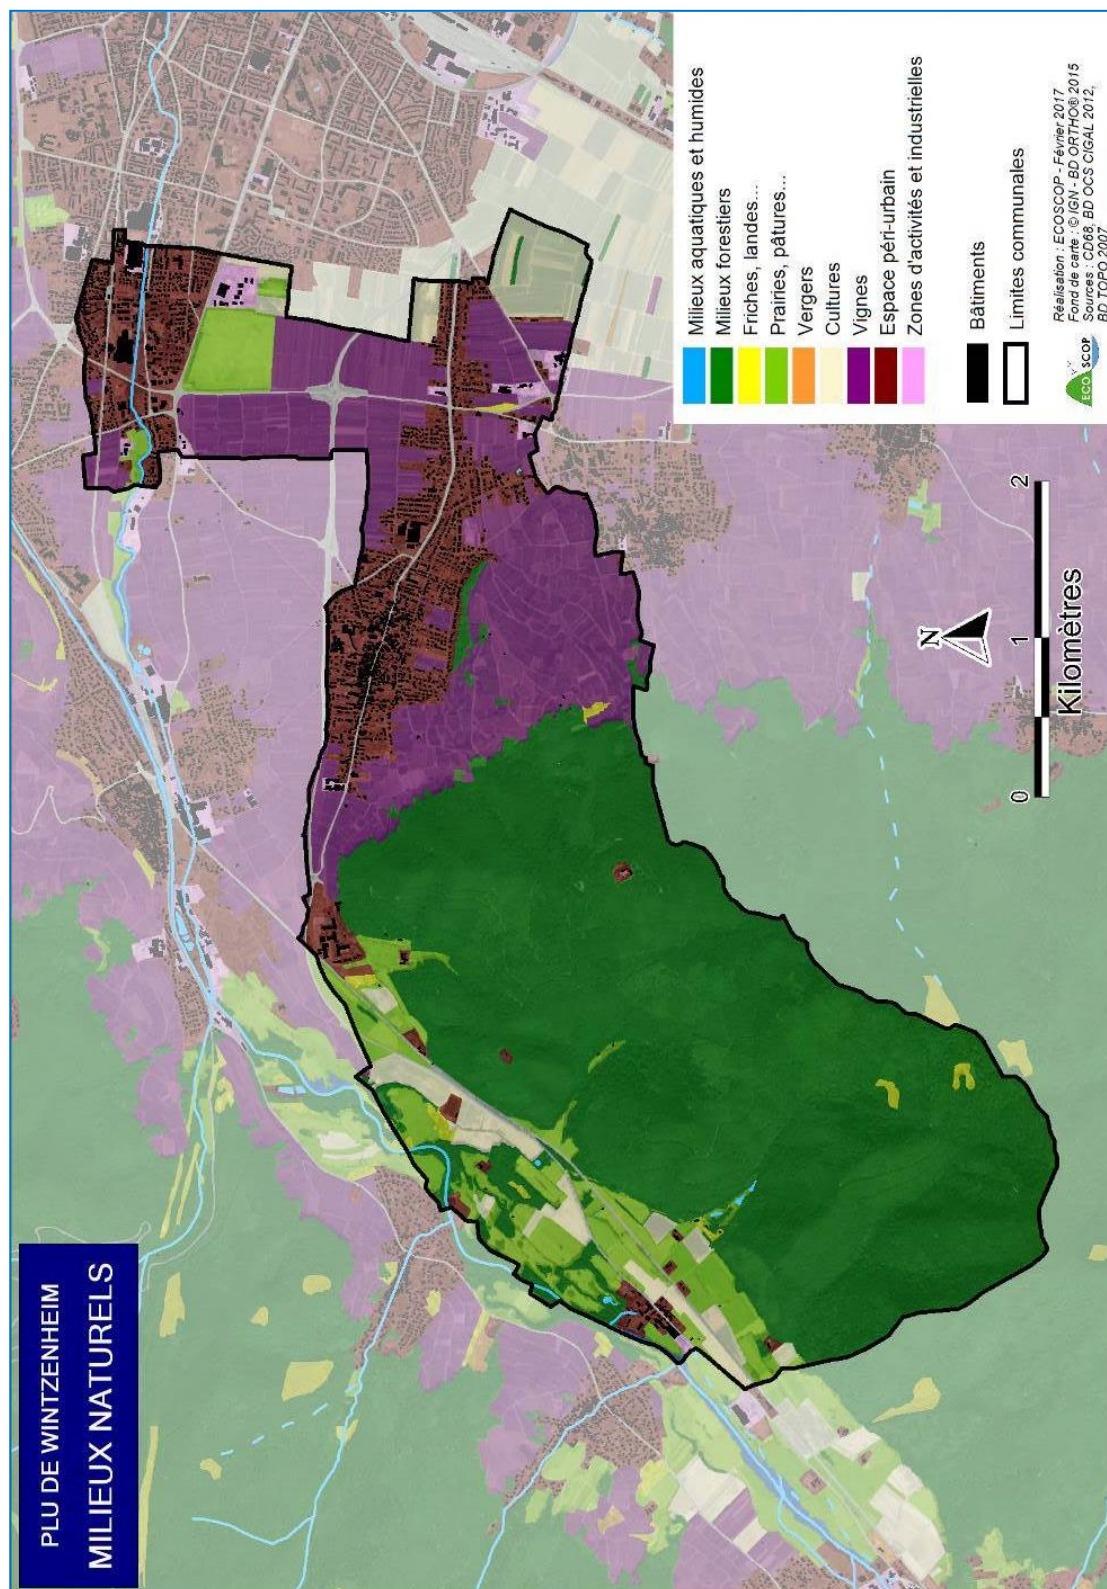 PLU DE WINTZENHEIM
MILIEUX NATURELS
Milieux aquatiques et humides
Milieux forestiers
Friches, landes...
Prairies, pâtures...
Vergers
Cultures
Vignes
Espace péri-urbain
Zones d'activités et industrielles
Bâtiments
Limites communales
N
0 1 2
Kilomètres
ECO SCOP
Réalisation : ECOSCOP - Février 2017
Fond de carte : © IGN - BD ORTHO® 2015
Sources : CD68, BD OCS CIGAL 2012,
BD TOPO 2007